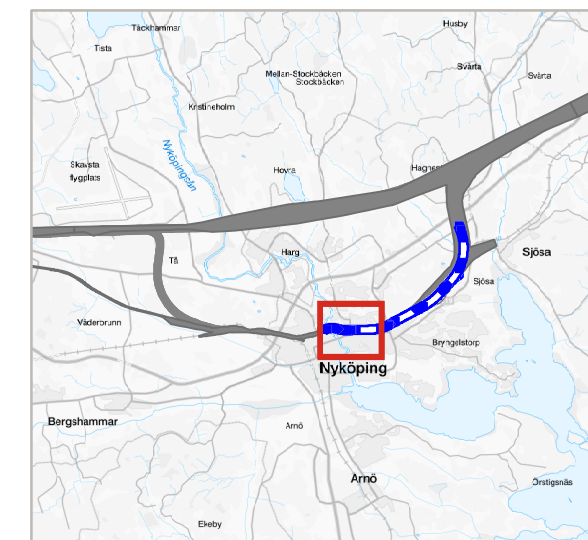 Täckhammar
Husby
Tista
Svärta
Mellan-Stockbäcken
Stockbäcken
Svärta
Kristineholm
Nyköpingsån
Skavsta
flygplats
Hovra
Hagnes
Harg
Sjösa
Tå
Sjösa
Väderbrunn
Bryngelstorp
Nyköping
Bergshammar
Arnö
Arnö
Örstigsnäs
Ekeby